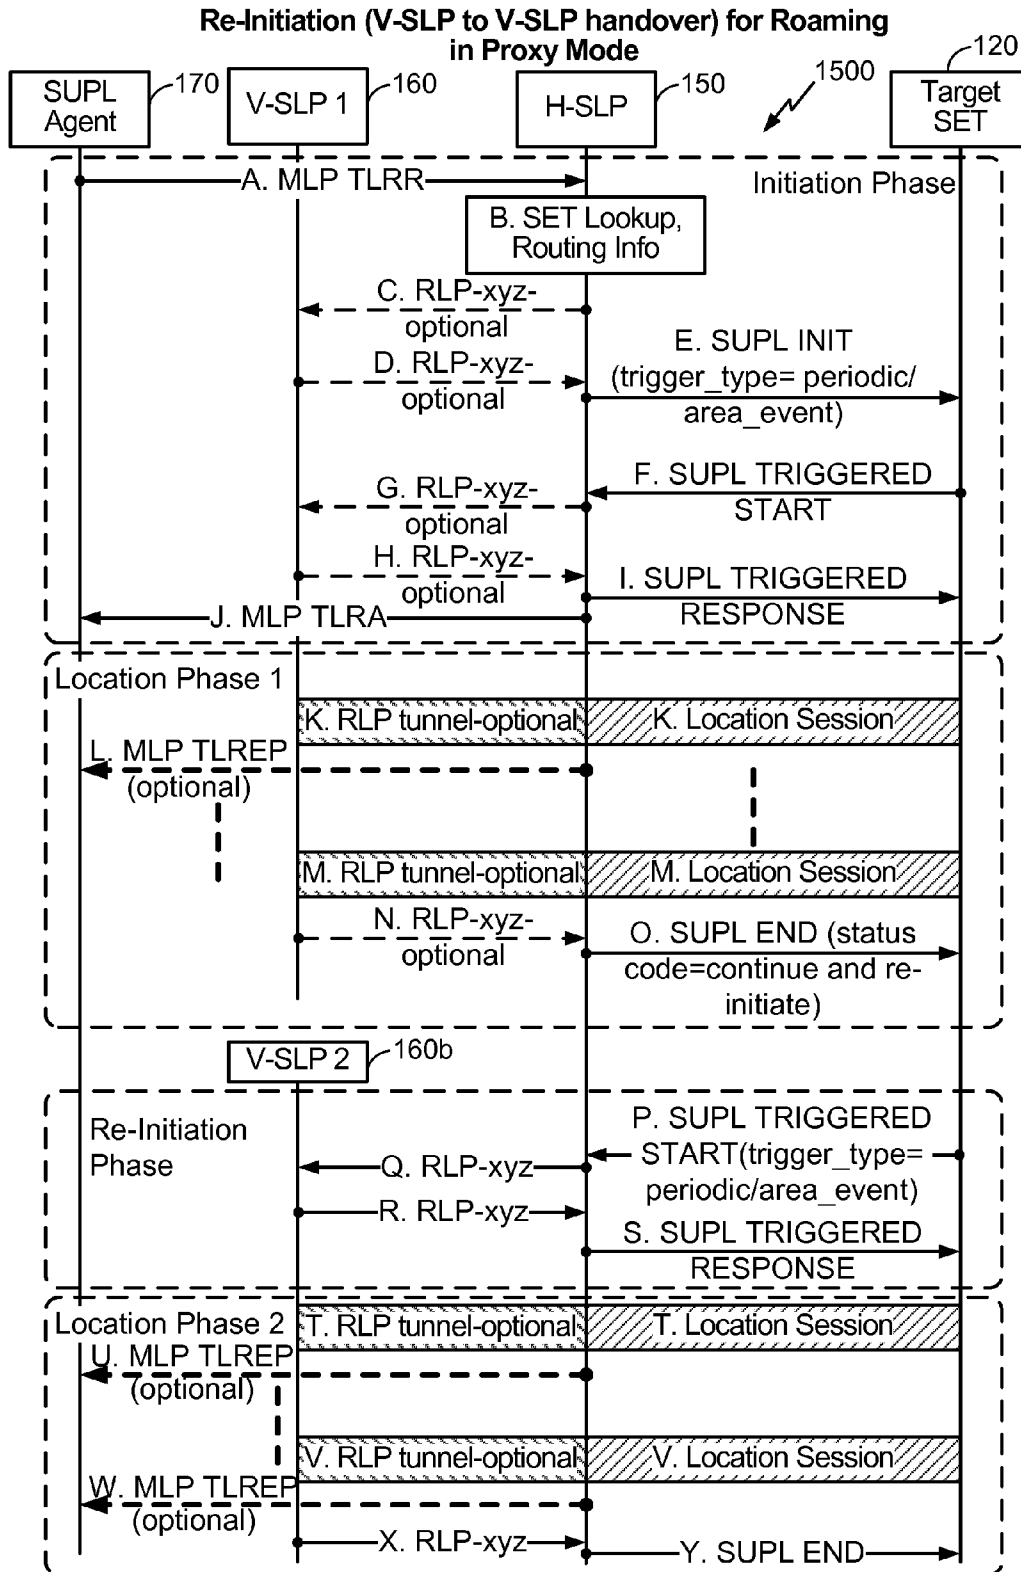 Re-Initiation (V-SLP to V-SLP handover) for Roaming
in Proxy Mode
SUPL
Agent
170
V-SLP 1
160
H-SLP
150
1500
Target
SET
120
A. MLP TLRR
Initiation Phase
B. SET Lookup,
Routing Info
C. RLP-xyz-
optional
D. RLP-xyz-
optional
E. SUPL INIT
(trigger_type= periodic/
area_event)
F. SUPL TRIGGERED
START
G. RLP-xyz-
optional
H. RLP-xyz-
optional
I. SUPL TRIGGERED
RESPONSE
J. MLP TLRA
Location Phase 1
K. RLP tunnel-optional
K. Location Session
L. MLP TLREP
(optional)
M. RLP tunnel-optional
M. Location Session
N. RLP-xyz-
optional
O. SUPL END (status
code=continue and re-
initiate)
V-SLP 2
160b
Re-Initiation
Phase
P. SUPL TRIGGERED
START(trigger_type=
periodic/area_event)
Q. RLP-xyz
R. RLP-xyz
S. SUPL TRIGGERED
RESPONSE
Location Phase 2
T. RLP tunnel-optional
T. Location Session
U. MLP TLREP
(optional)
V. RLP tunnel-optional
V. Location Session
W. MLP TLREP
(optional)
X. RLP-xyz
Y. SUPL END